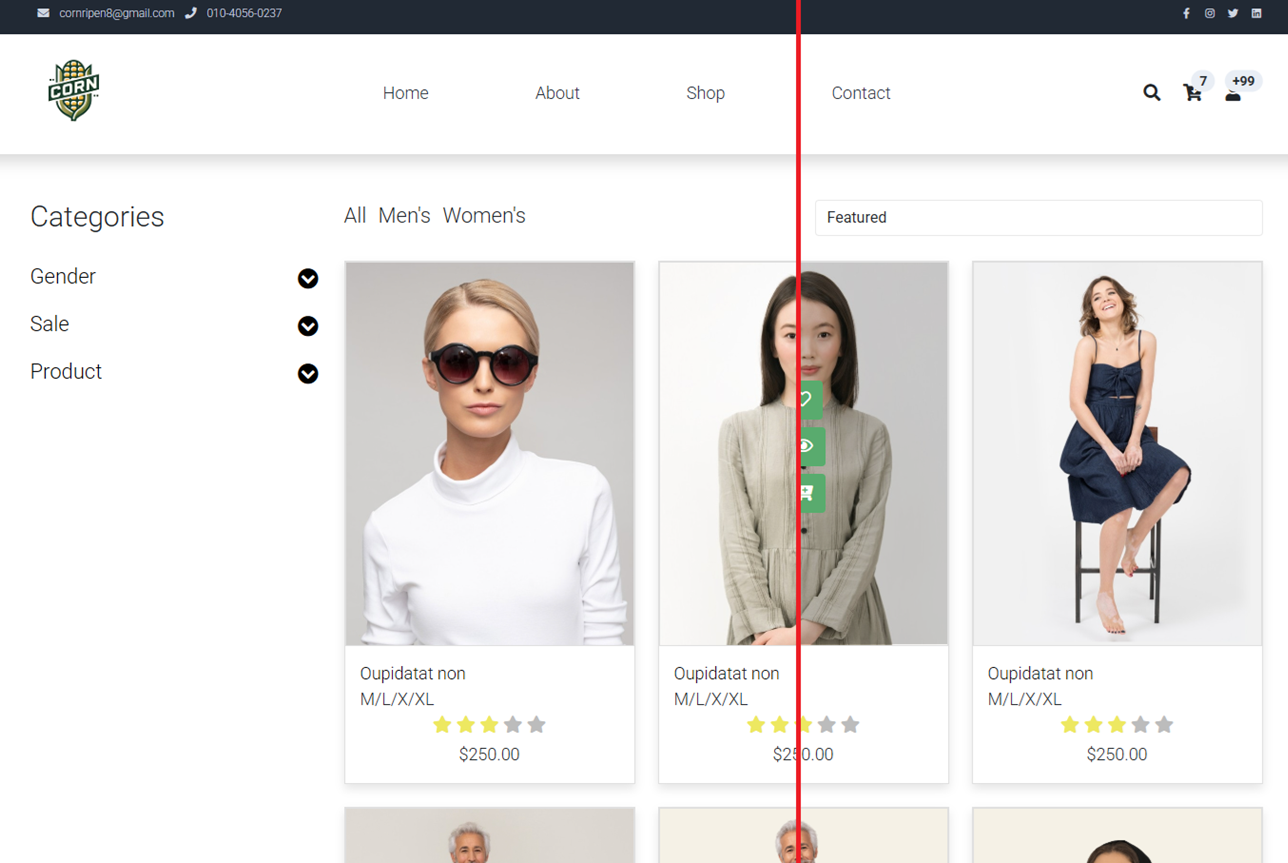 cornripen8@gmail.com 010-4056-0237
CORN
Home About Shop Contact
7 +99
Categories
All Men's Women's
Featured
Gender
Sale
Product
Oupidatat non
M/L/X/XL
$250.00
Oupidatat non
M/L/X/XL
$250.00
Oupidatat non
M/L/X/XL
$250.00